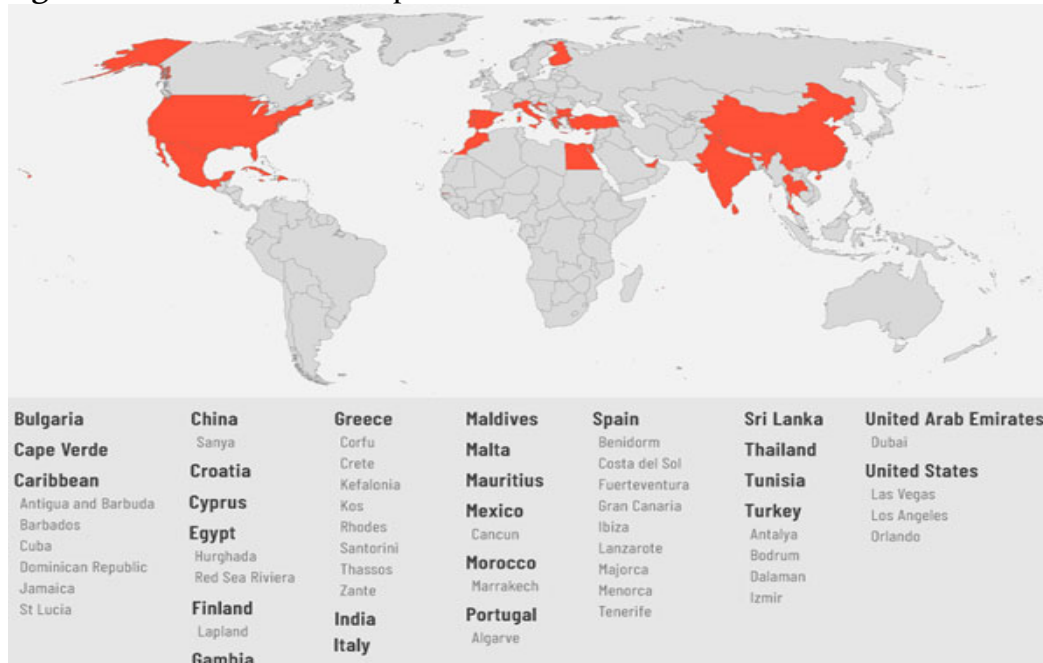 Bulgaria
Cape Verde
Caribbean
Antigua and Barbuda
Barbados
Cuba
Dominican Republic
Jamaica
St Lucia
China
Sanya
Croatia
Cyprus
Egypt
Hurghada
Red Sea Riviera
Finland
Lapland
Gambia
Greece
Corfu
Crete
Kefalonia
Kos
Rhodes
Santorini
Thassos
Zante
India
Italy
Maldives
Malta
Mauritius
Mexico
Cancun
Morocco
Marrakech
Portugal
Algarve
Spain
Benidorm
Costa del Sol
Fuerteventura
Gran Canaria
Ibiza
Lanzarote
Majorca
Menorca
Tenerife
Sri Lanka
Thailand
Tunisia
Turkey
Antalya
Bodrum
Dalaman
Izmir
United Arab Emirates
Dubai
United States
Las Vegas
Los Angeles
Orlando